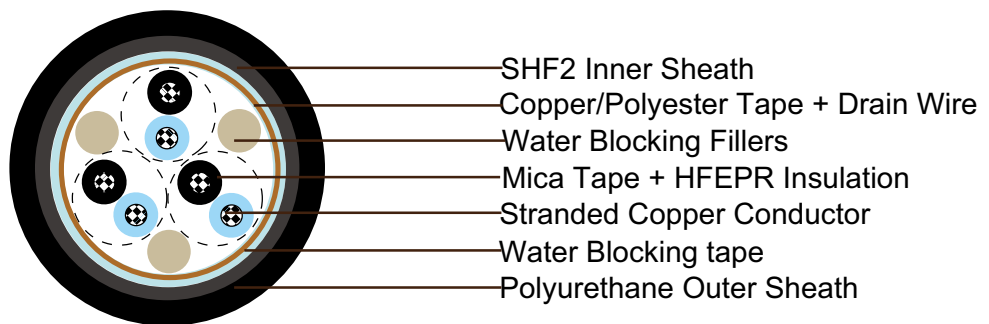 SHF2 Inner Sheath
Copper/Polyester Tape + Drain Wire
Water Blocking Fillers
Mica Tape + HFEPR Insulation
Stranded Copper Conductor
Water Blocking tape
Polyurethane Outer Sheath